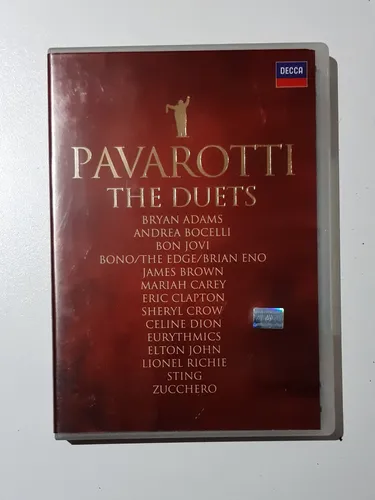 DECCA
PAVAROTTI
THE DUETS
BRYAN ADAMS
ANDREA BOCELLI
BON JOVI
BONO/THE EDGE/BRIAN ENO
JAMES BROWN
MARIAH CAREY
ERIC CLAPTON
SHERYL CROW
CELINE DION
EURYTHMICS
ELTON JOHN
LIONEL RICHIE
STING
ZUCCHERO